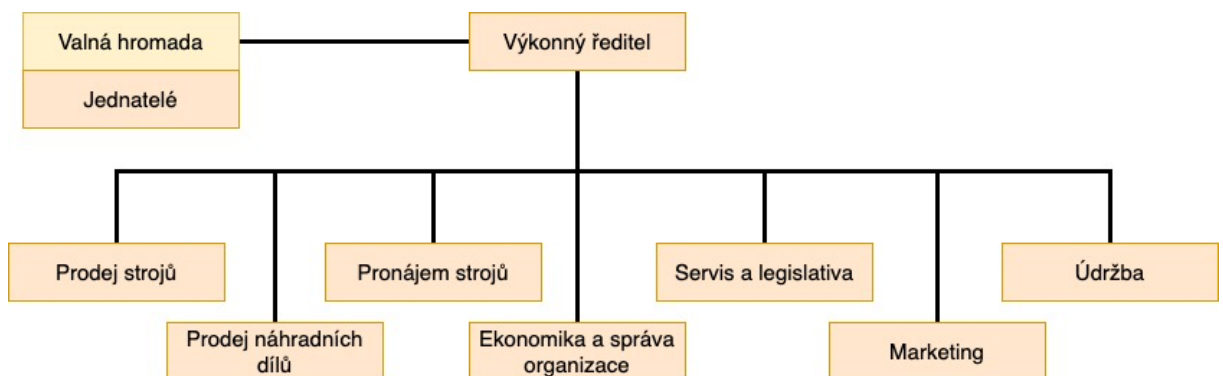 Valná hromada
Výkonný ředitel
Jednatelé
Prodej strojů
Pronájem strojů
Servis a legislativa
Údržba
Prodej náhradních
dílů
Ekonomika a správa
organizace
Marketing